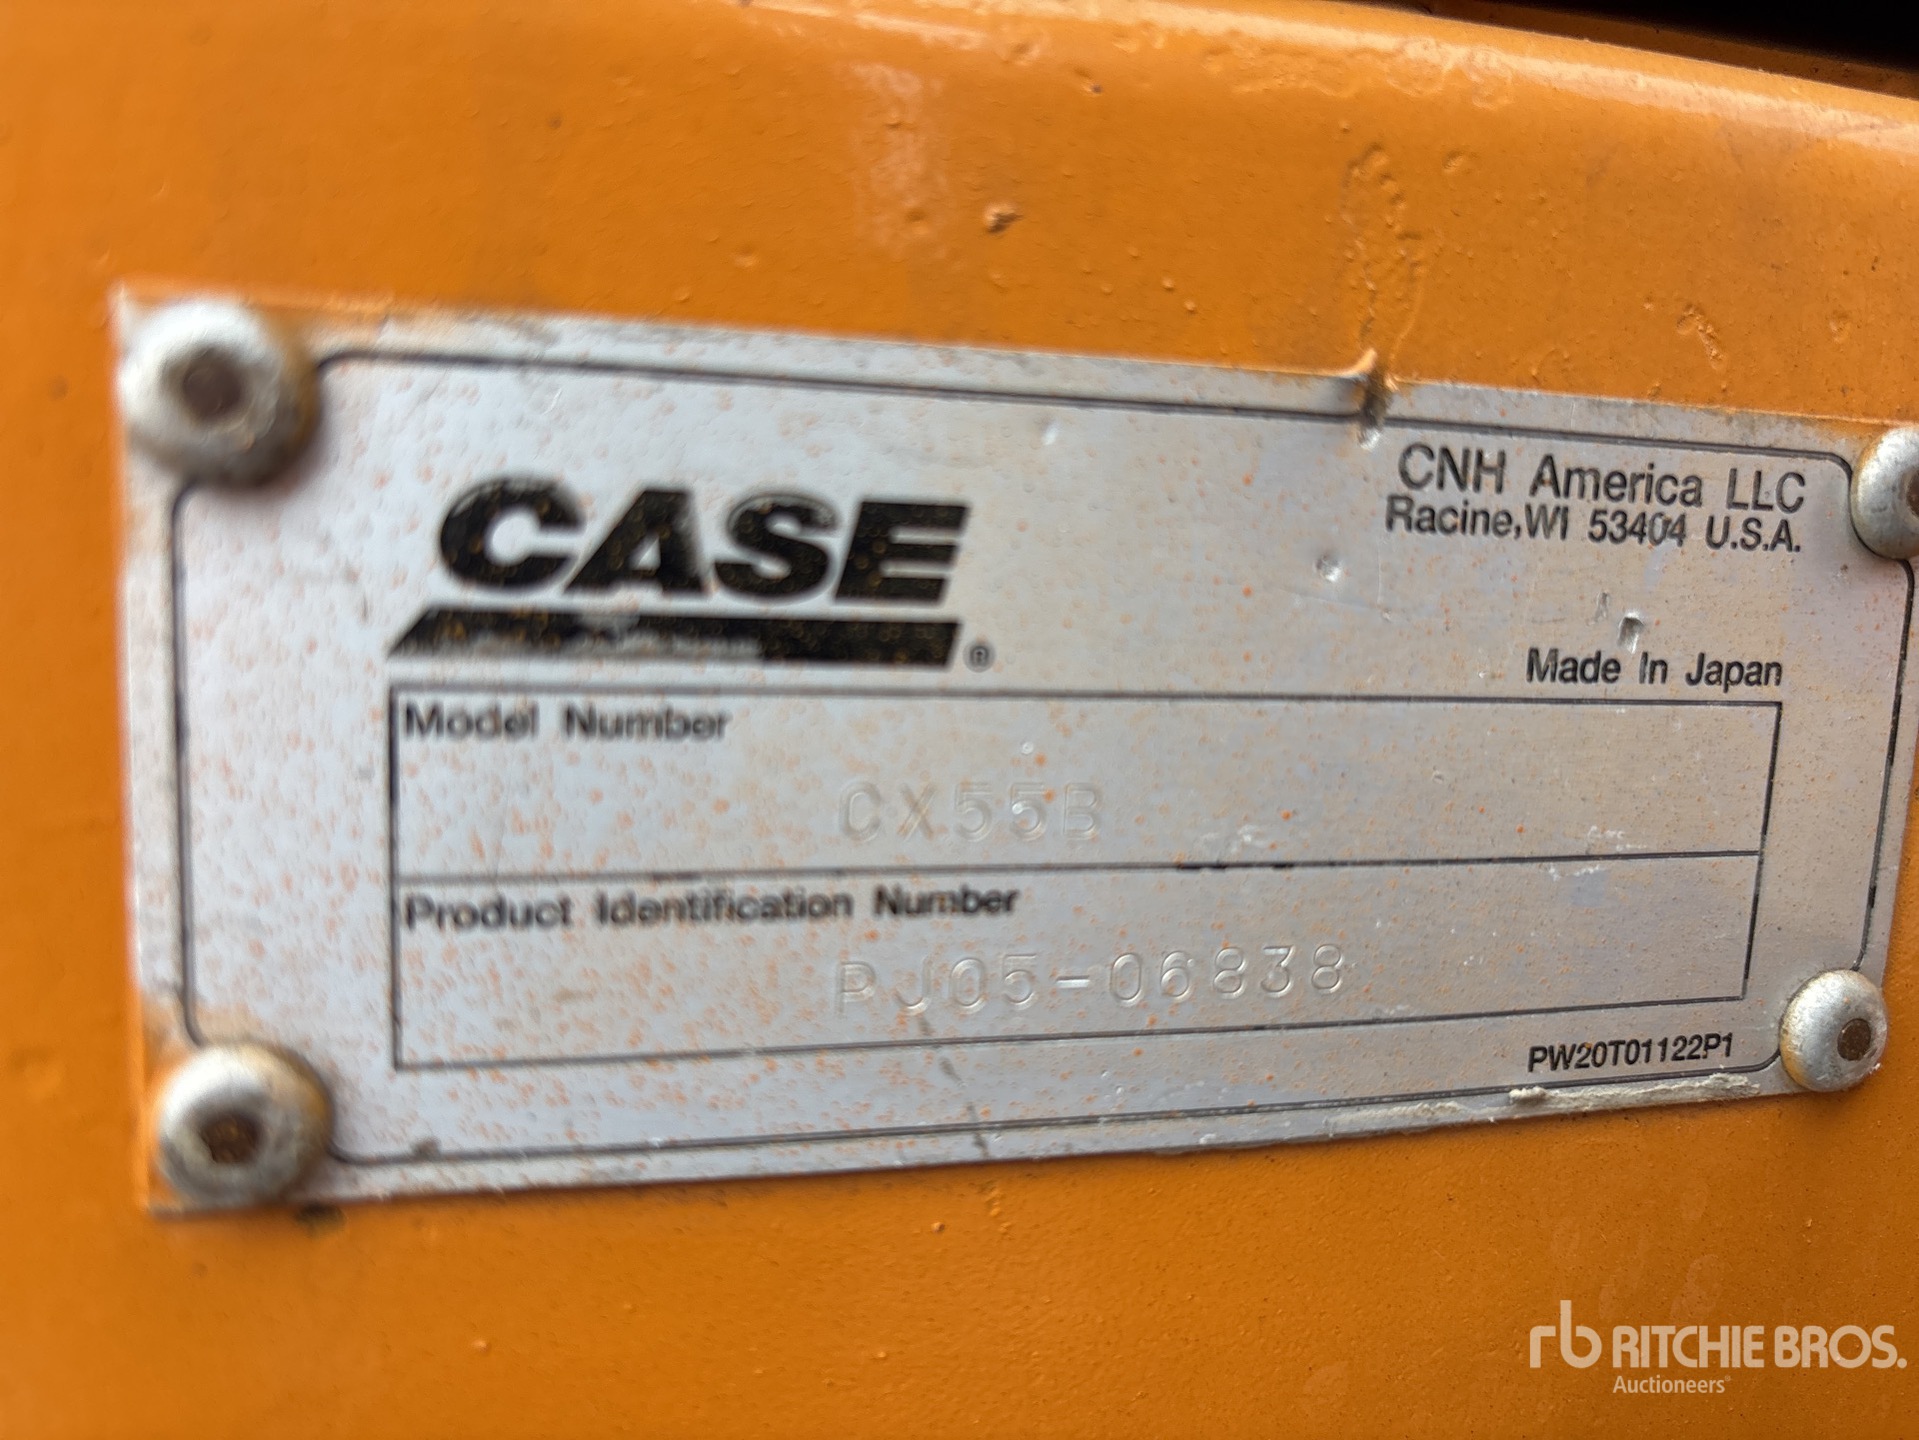 CASE®
CNH America LLC
Racine,WI 53404 U.S.A.
Made In Japan
Model Number
CX55B
Product Identification Number
PJ05-06838
PW20T01122P1
rb RITCHIE BROS.
Auctioneers